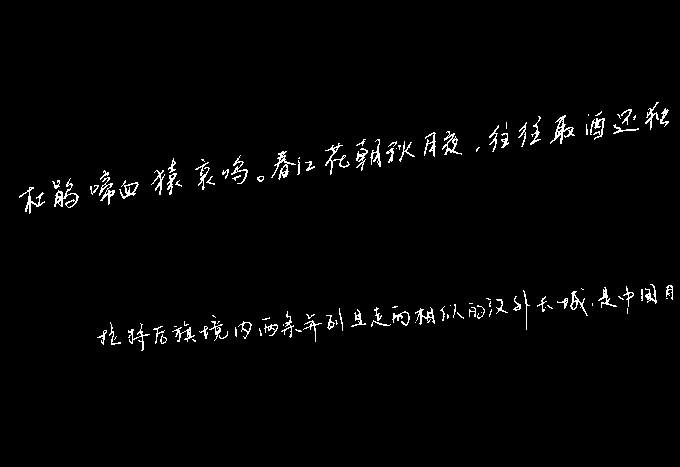 杜鹃啼血猿哀鸣。春江花朝秋月夜，往往取酒还独
拉特后旗境内两条并列且走向相似的汉外长城，是中国目